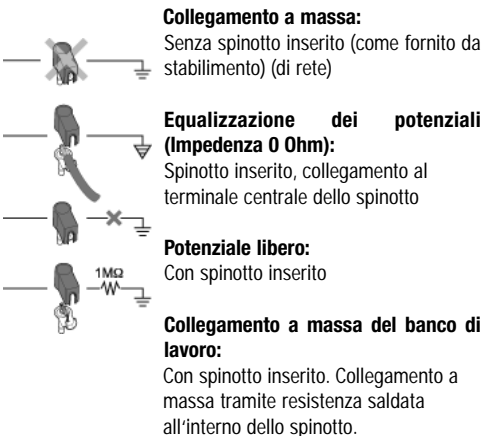 Collegamento a massa:
Senza spinotto inserito (come fornito da
stabilimento) (di rete)
Equalizzazione dei potenziali
(Impedenza 0 Ohm):
Spinotto inserito, collegamento al
terminale centrale dello spinotto
Potenziale libero:
Con spinotto inserito
1MΩ
Collegamento a massa del banco di
lavoro:
Con spinotto inserito. Collegamento a
massa tramite resistenza saldata
all'interno dello spinotto.